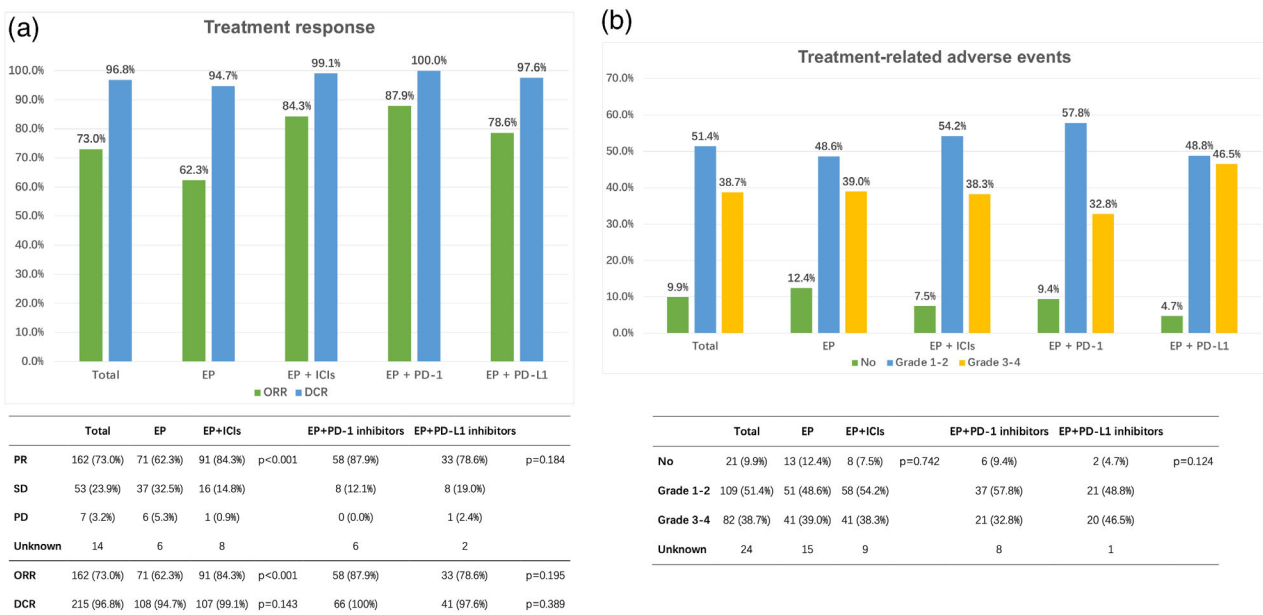 (a)
Treatment response
100.0%
90.0%
80.0%
70.0%
60.0%
50.0%
40.0%
30.0%
20.0%
10.0%
0.0%
73.0%
96.8%
62.3%
94.7%
84.3%
99.1%
87.9%
100.0%
78.6%
97.6%
Total EP EP + ICIs EP + PD-1 EP + PD-L1
ORR DCR
Total EP EP+ICIs EP+PD-1 inhibitors EP+PD-L1 inhibitors
PR 162 (73.0%) 71 (62.3%) 91 (84.3%) p<0.001 58 (87.9%) 33 (78.6%) p=0.184
SD 53 (23.9%) 37 (32.5%) 16 (14.8%) 8 (12.1%) 8 (19.0%)
PD 7 (3.2%) 6 (5.3%) 1 (0.9%) 0 (0.0%) 1 (2.4%)
Unknown 14 6 8 6 2
ORR 162 (73.0%) 71 (62.3%) 91 (84.3%) p<0.001 58 (87.9%) 33 (78.6%) p=0.195
DCR 215 (96.8%) 108 (94.7%) 107 (99.1%) p=0.143 66 (100%) 41 (97.6%) p=0.389
(b)
Treatment-related adverse events
70.0%
60.0%
50.0%
40.0%
30.0%
20.0%
10.0%
0.0%
9.9%
51.4%
38.7%
12.4%
48.6%
39.0%
7.5%
54.2%
38.3%
9.4%
57.8%
32.8%
4.7%
48.8%
46.5%
Total EP EP + ICIs EP + PD-1 EP + PD-L1
No Grade 1-2 Grade 3-4
Total EP EP+ICIs EP+PD-1 inhibitors EP+PD-L1 inhibitors
No 21 (9.9%) 13 (12.4%) 8 (7.5%) p=0.742 6 (9.4%) 2 (4.7%) p=0.124
Grade 1-2 109 (51.4%) 51 (48.6%) 58 (54.2%) 37 (57.8%) 21 (48.8%)
Grade 3-4 82 (38.7%) 41 (39.0%) 41 (38.3%) 21 (32.8%) 20 (46.5%)
Unknown 24 15 9 8 1